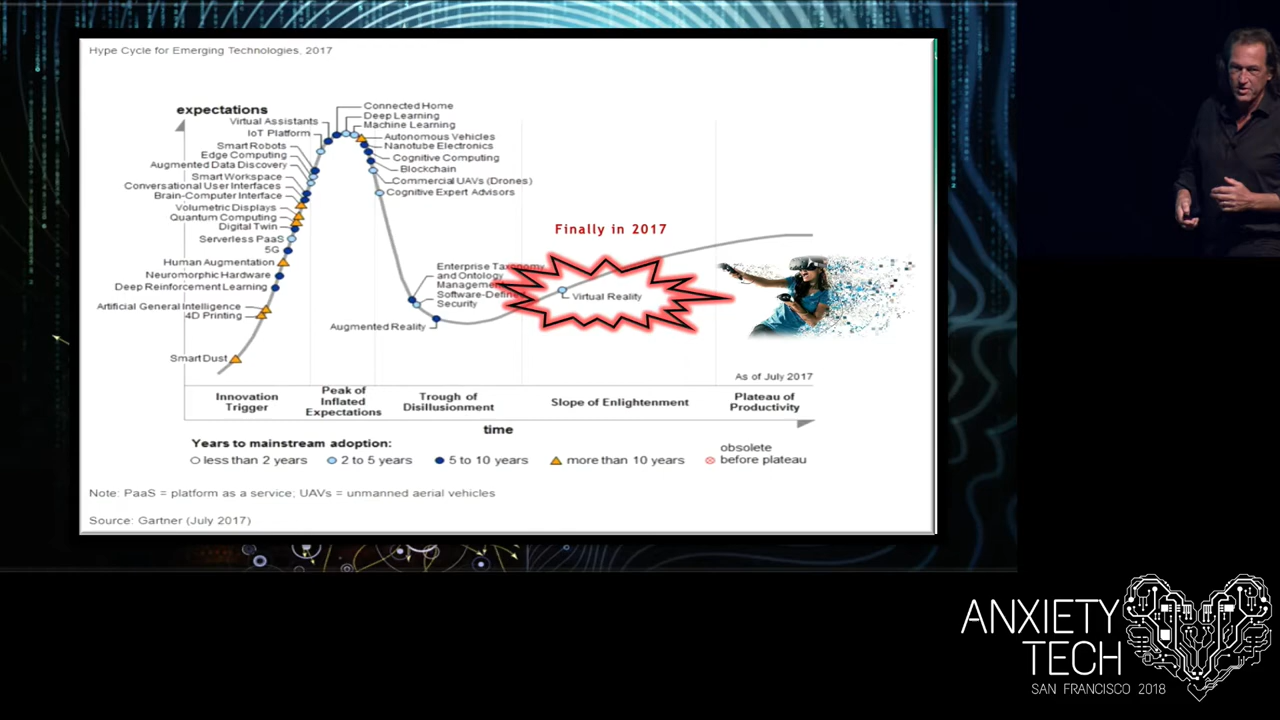 Hype Cycle for Emerging Technologies, 2017
expectations
Connected Home
Deep Learning
Machine Learning
Autonomous Vehicles
Nanotube Electronics
Cognitive Computing
Blockchain
Commercial UAVs (Drones)
Cognitive Expert Advisors
Virtual Assistants
IoT Platform
Smart Robots
Edge Computing
Augmented Data Discovery
Smart Workspace
Conversational User Interfaces
Brain-Computer Interface
Volumetric Displays
Quantum Computing
Digital Twin
Serverless PaaS
5G
Human Augmentation
Neuromorphic Hardware
Deep Reinforcement Learning
Artificial General Intelligence
4D Printing
Smart Dust
Enterprise Taxonomy
and Ontology
Management
Software-Defined
Security
Augmented Reality
Finally in 2017
Virtual Reality
As of July 2017
Innovation
Trigger
Peak of
Inflated
Expectations
Trough of
Disillusionment
Slope of Enlightenment
Plateau of
Productivity
time
Years to mainstream adoption:
less than 2 years
2 to 5 years
5 to 10 years
more than 10 years
obsolete
before plateau
Note: PaaS = platform as a service; UAVs = unmanned aerial vehicles
Source: Gartner (July 2017)
ANXIETY
TECH
SAN FRANCISCO 2018